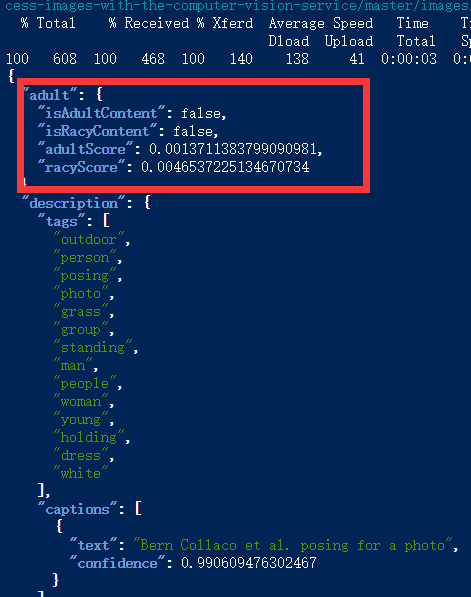 cess-images-with-the-computer-vision-service/master/images/
% Total % Received % Xferd Average Speed Time T
Dload Upload Total Sp
100 608 100 468 100 140 138 41 0:00:03 0:0
{
"adult": {
"isAdultContent": false,
"isRacyContent": false,
"adultScore": 0.0013711383799090981,
"racyScore": 0.0046537225134670734
"description": {
"tags": [
"outdoor",
"person",
"posing",
"photo",
"grass",
"group",
"standing",
"man",
"people",
"woman",
"young",
"holding",
"dress",
"white"
],
"captions": [
{
"text": "Bern Collaco et al. posing for a photo",
"confidence": 0.990609476302467
}